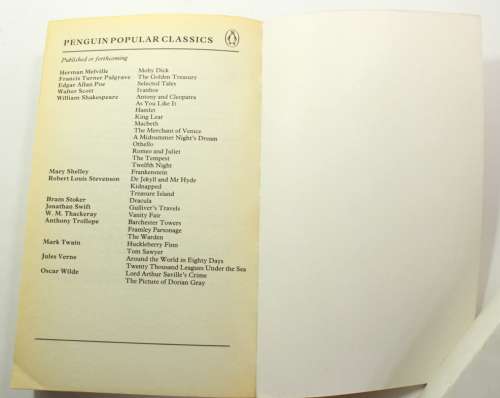 PENGUIN POPULAR CLASSICS
Published or forthcoming
Herman Melville Moby Dick
Francis Turner Palgrave The Golden Treasury
Edgar Allan Poe Selected Tales
Walter Scott Ivanhoe
William Shakespeare Antony and Cleopatra
As You Like It
Hamlet
King Lear
Macbeth
The Merchant of Venice
A Midsummer Night's Dream
Othello
Romeo and Juliet
The Tempest
Twelfth Night
Mary Shelley Frankenstein
Robert Louis Stevenson Dr Jekyll and Mr Hyde
Kidnapped
Treasure Island
Bram Stoker Dracula
Jonathan Swift Gulliver's Travels
W. M. Thackeray Vanity Fair
Anthony Trollope Barchester Towers
Framley Parsonage
The Warden
Mark Twain Huckleberry Finn
Tom Sawyer
Jules Verne Around the World in Eighty Days
Twenty Thousand Leagues Under the Sea
Oscar Wilde Lord Arthur Savile's Crime
The Picture of Dorian Gray